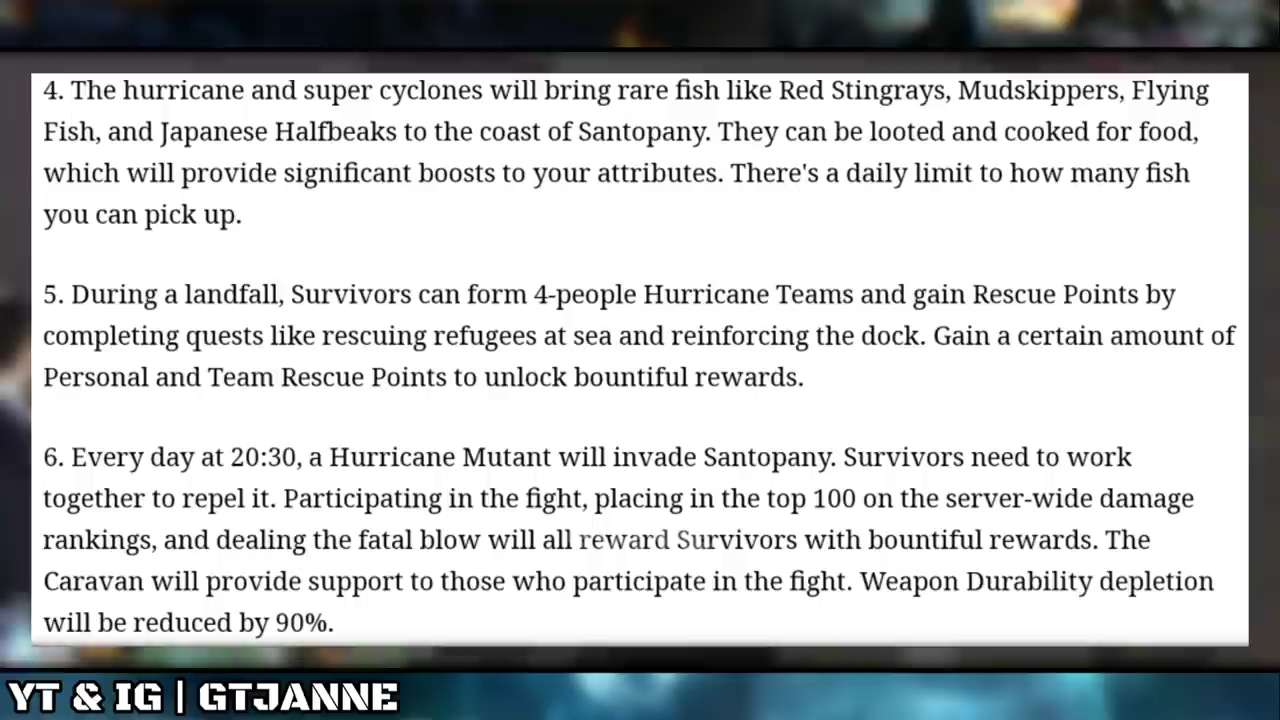 4. The hurricane and super cyclones will bring rare fish like Red Stingrays, Mudskippers, Flying
Fish, and Japanese Halfbeaks to the coast of Santopany. They can be looted and cooked for food,
which will provide significant boosts to your attributes. There's a daily limit to how many fish
you can pick up.
5. During a landfall, Survivors can form 4-people Hurricane Teams and gain Rescue Points by
completing quests like rescuing refugees at sea and reinforcing the dock. Gain a certain amount of
Personal and Team Rescue Points to unlock bountiful rewards.
6. Every day at 20:30, a Hurricane Mutant will invade Santopany. Survivors need to work
together to repel it. Participating in the fight, placing in the top 100 on the server-wide damage
rankings, and dealing the fatal blow will all reward Survivors with bountiful rewards. The
Caravan will provide support to those who participate in the fight. Weapon Durability depletion
will be reduced by 90%.
YT & IG | GTJANNE